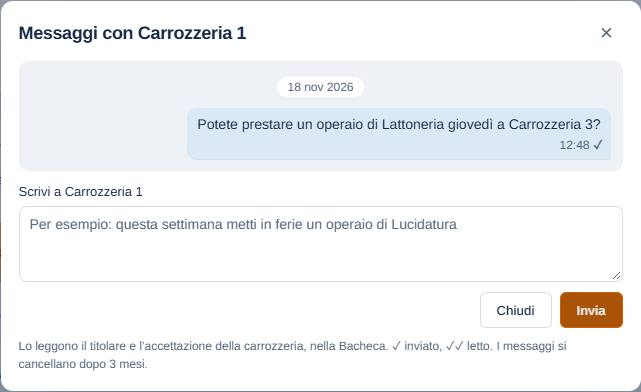 Messaggi con Carrozzeria 1
18 nov 2026
Potete prestare un operaio di Lattoneria giovedì a Carrozzeria 3?
12:48 ✓
Scrivi a Carrozzeria 1
Per esempio: questa settimana metti in ferie un operaio di Lucidatura
Chiudi
Invia
Lo leggono il titolare e l’accettazione della carrozzeria, nella Bacheca. ✓ inviato, ✓✓ letto. I messaggi si
cancellano dopo 3 mesi.